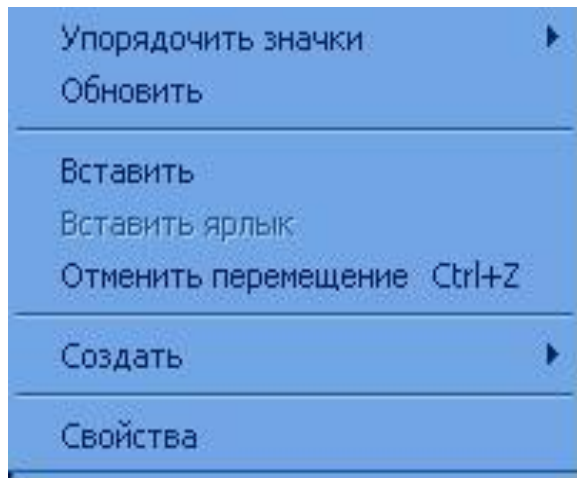 Упорядочить значки
Обновить
Вставить
Вставить ярлык
Отменить перемещение Ctrl+Z
Создать
Свойства